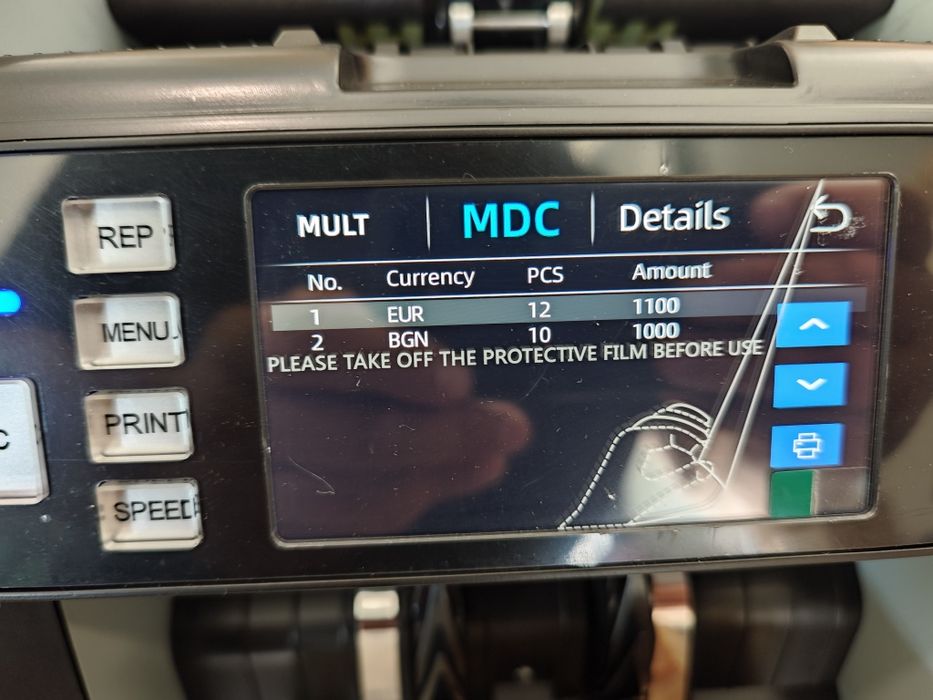 MULT MDC Details
No. Currency PCS Amount
1 EUR 12 1100
2 BGN 10 1000
PLEASE TAKE OFF THE PROTECTIVE FILM BEFORE USE
REP
MENU
PRINT
SPEED
C